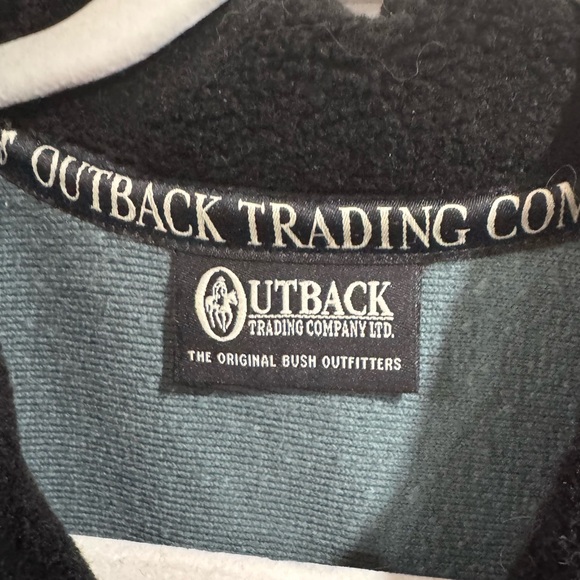 OUTBACK TRADING COM
OUTBACK
TRADING COMPANY LTD.
THE ORIGINAL BUSH OUTFITTERS